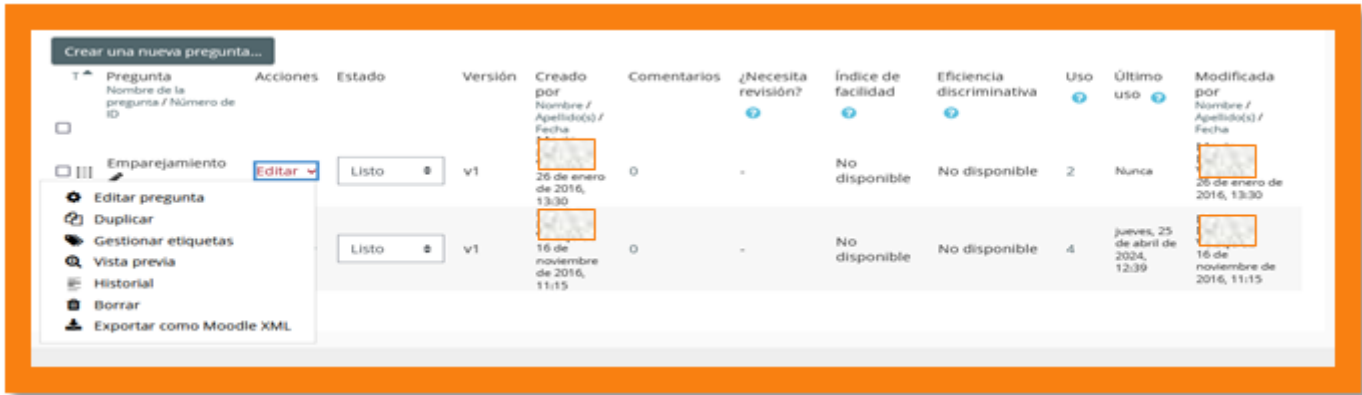 Crear una nueva pregunta...
T Pregunta Acciones Estado Versión Creado Comentarios ¿Necesita Índice de Eficiencia Uso Último Modificada
Nombre de la por revisión? facilidad discriminativa uso por
pregunta / Número de Nombre / Nombre /
ID Apellido(s) / Apellido(s) /
Fecha Fecha
Emparejamiento Editar Listo v1 0 - No disponible No disponible 2 Nunca
26 de enero de 2016, 13:30
26 de enero de 2016, 13:30
Editar pregunta
Duplicar
Gestionar etiquetas
Vista previa
Historial
Borrar
Exportar como Moodle XML
Listo v1 0 - No disponible No disponible 4
16 de noviembre de 2016, 11:15
jueves, 25 de abril de 2024, 12:39
16 de noviembre de 2016, 11:15